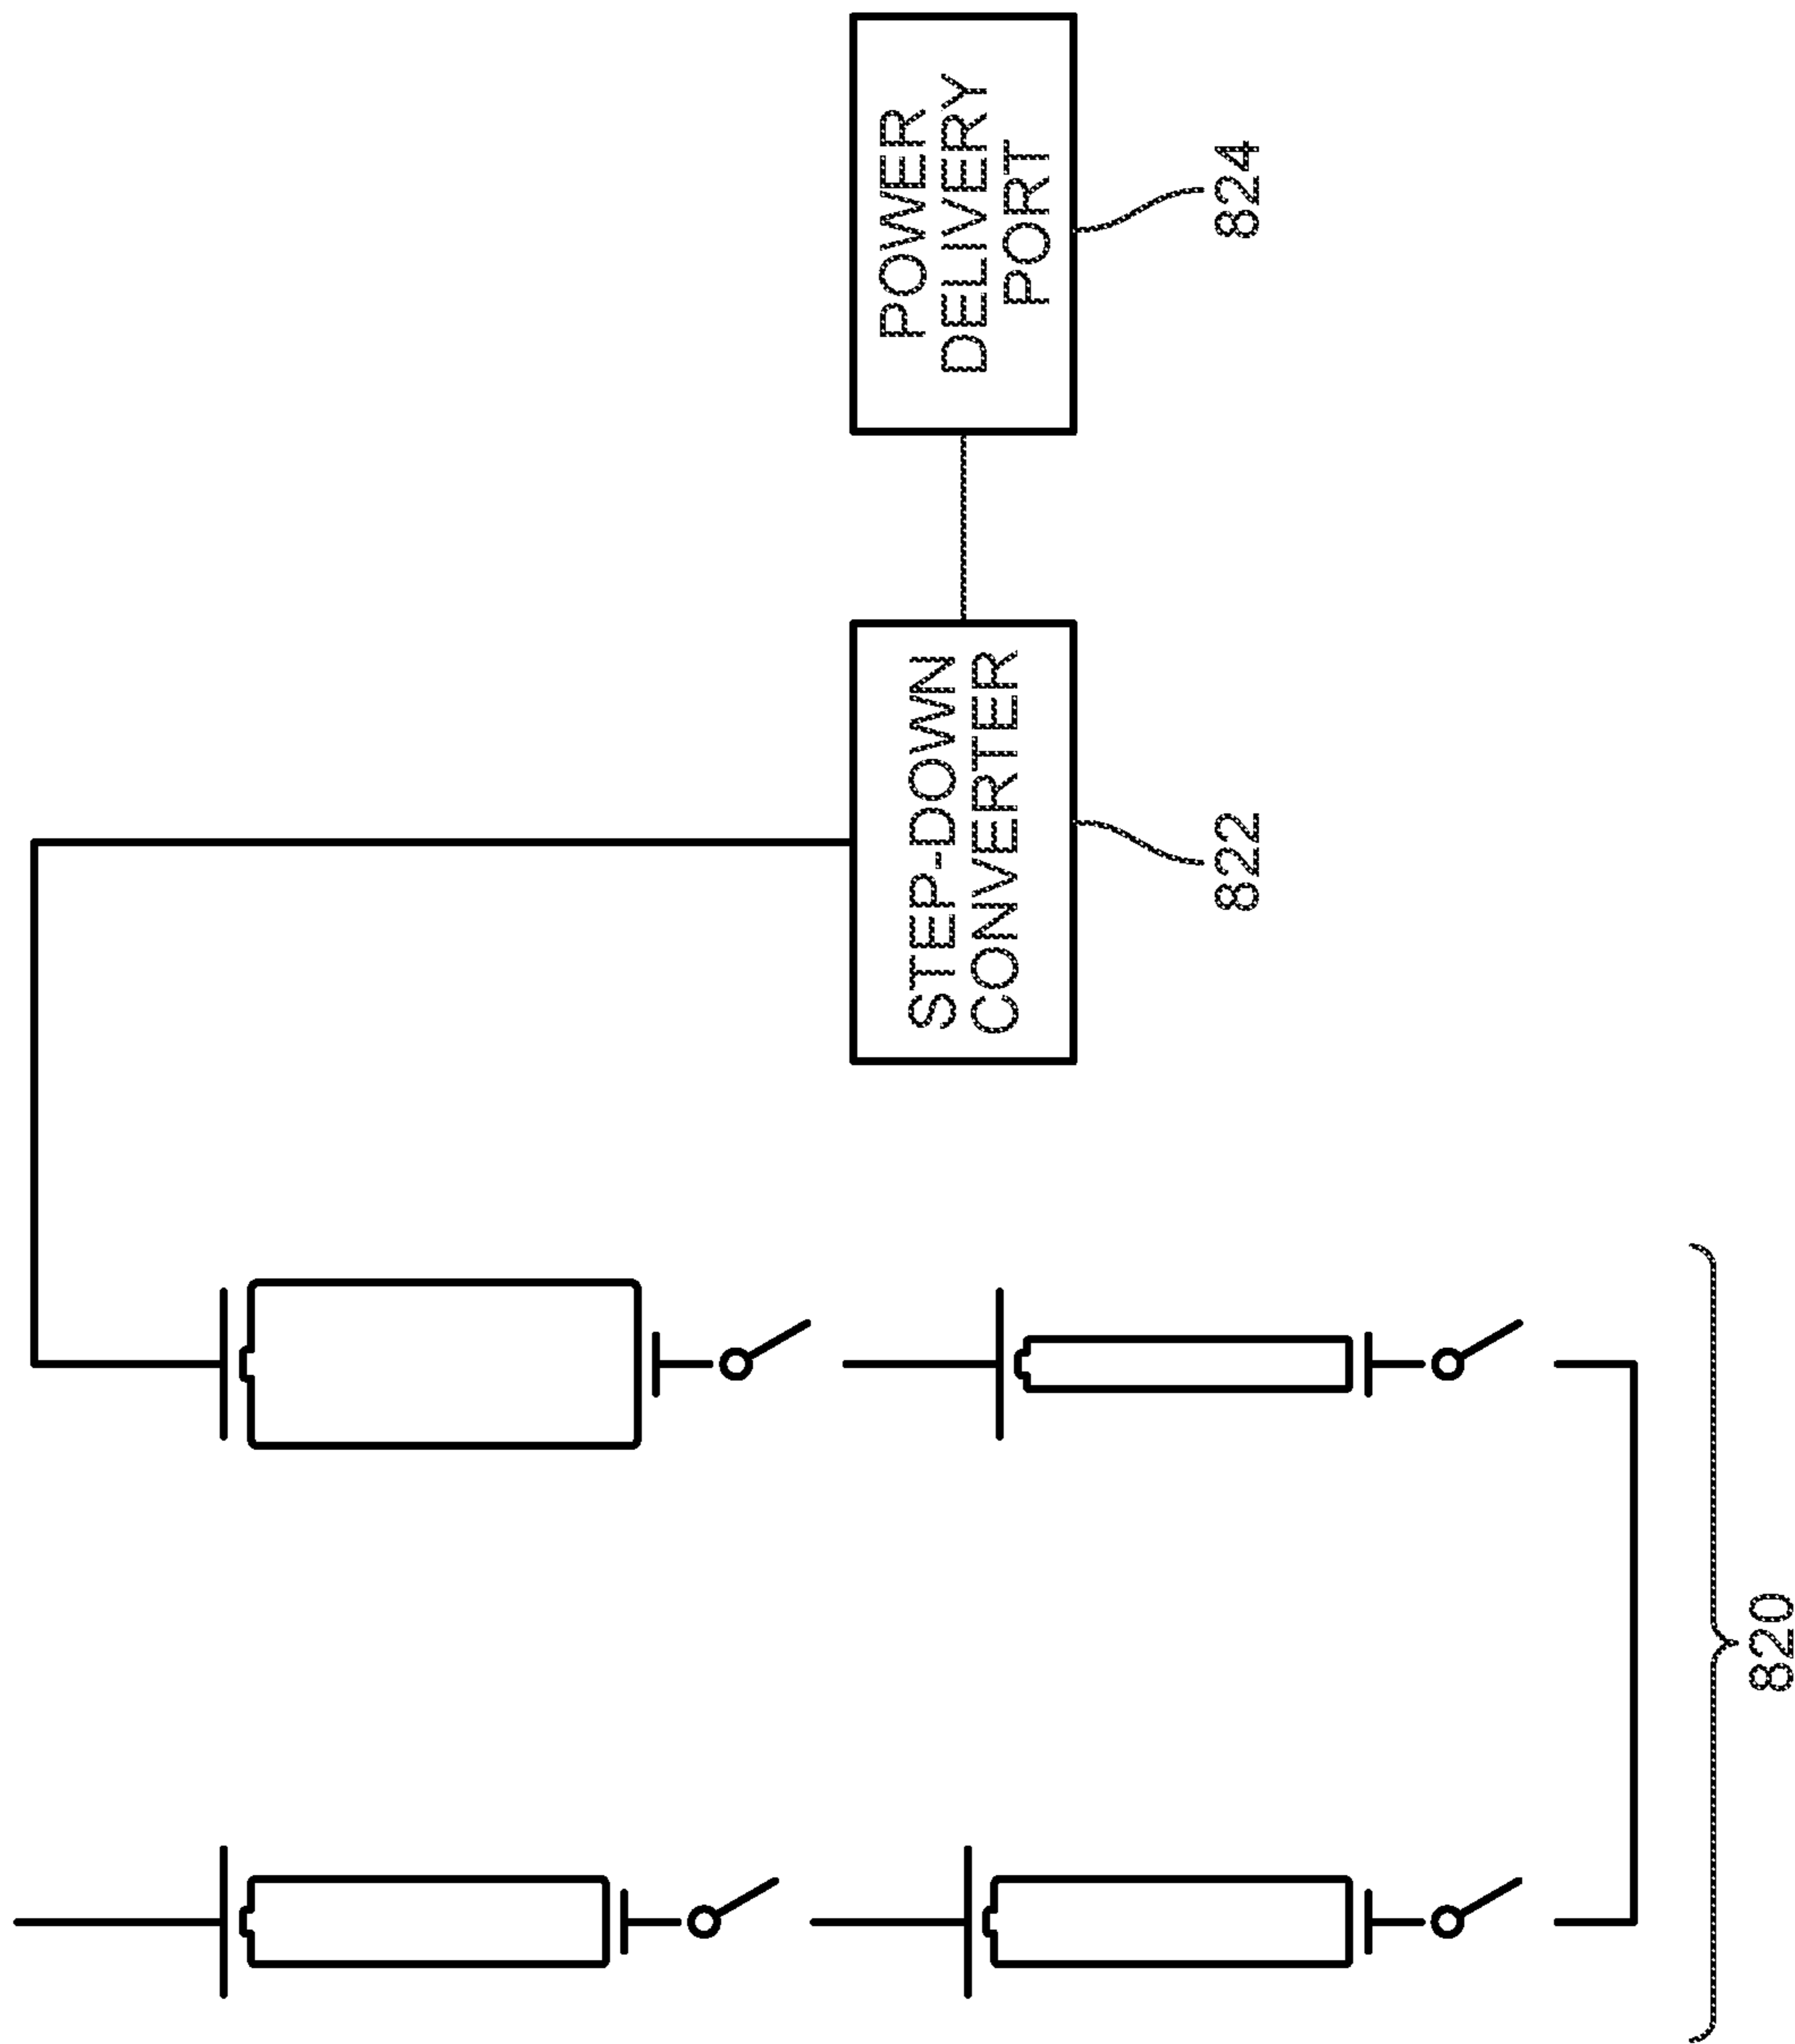 820
STEP-DOWN
CONVERTER
822
POWER
DELIVERY
PORT
824